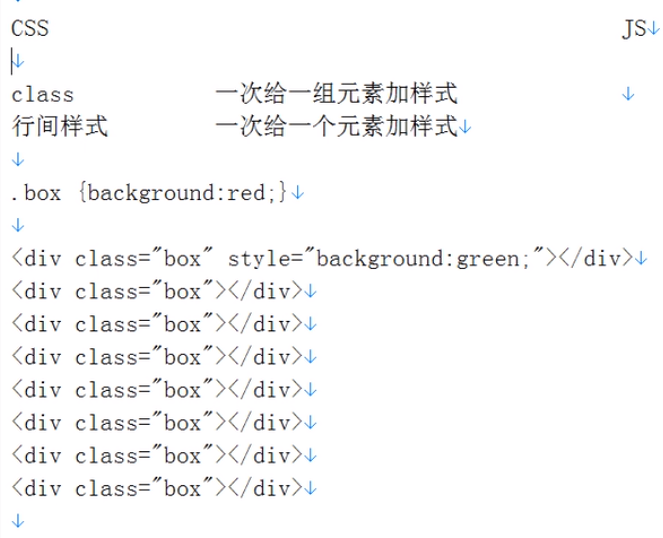 CSS JS
class 一次给一组元素加样式
行间样式 一次给一个元素加样式
.box {background:red;}
<div class="box" style="background:green;"></div>
<div class="box"></div>
<div class="box"></div>
<div class="box"></div>
<div class="box"></div>
<div class="box"></div>
<div class="box"></div>
<div class="box"></div>